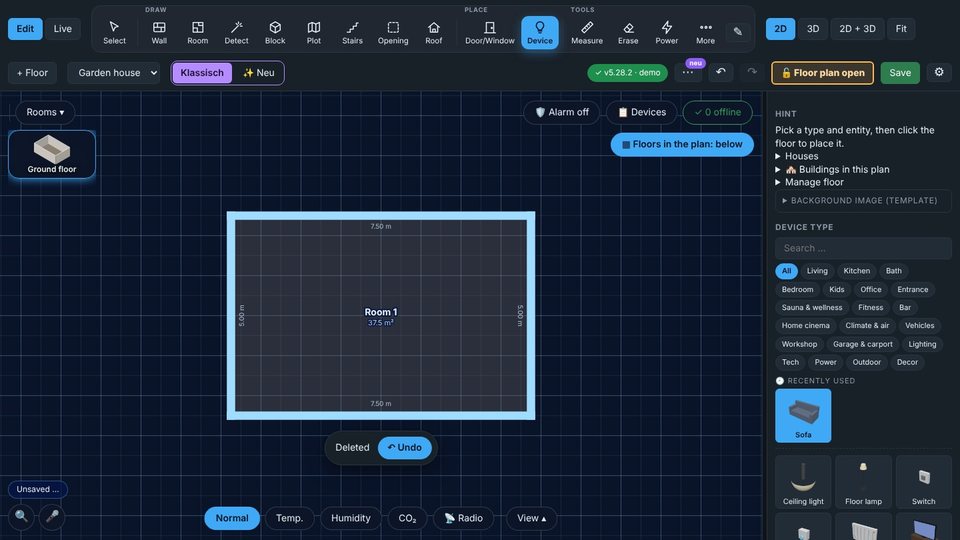 DRAW
PLACE
TOOLS
Edit
Live
Select
Wall
Room
Detect
Block
Plot
Stairs
Opening
Roof
Door/Window
Device
Measure
Erase
Power
More
2D
3D
2D + 3D
Fit
+ Floor
Garden house
Klassisch
✨ Neu
✓ v5.28.2 · demo
neu
Floor plan open
Save
Rooms ▾
Alarm off
Devices
✓ 0 offline
Ground floor
Floors in the plan: below
7.50 m
5.00 m
Room 1
37.5 m²
5.00 m
7.50 m
Deleted
↶ Undo
Unsaved ...
Normal
Temp.
Humidity
CO₂
Radio
View ▴
HINT
Pick a type and entity, then click the
floor to place it.
▶ Houses
▶ Buildings in this plan
▶ Manage floor
▶ BACKGROUND IMAGE (TEMPLATE)
DEVICE TYPE
Search ...
All
Living
Kitchen
Bath
Bedroom
Kids
Office
Entrance
Sauna & wellness
Fitness
Bar
Home cinema
Climate & air
Vehicles
Workshop
Garage & carport
Lighting
Tech
Power
Outdoor
Decor
RECENTLY USED
Sofa
Ceiling light
Floor lamp
Switch